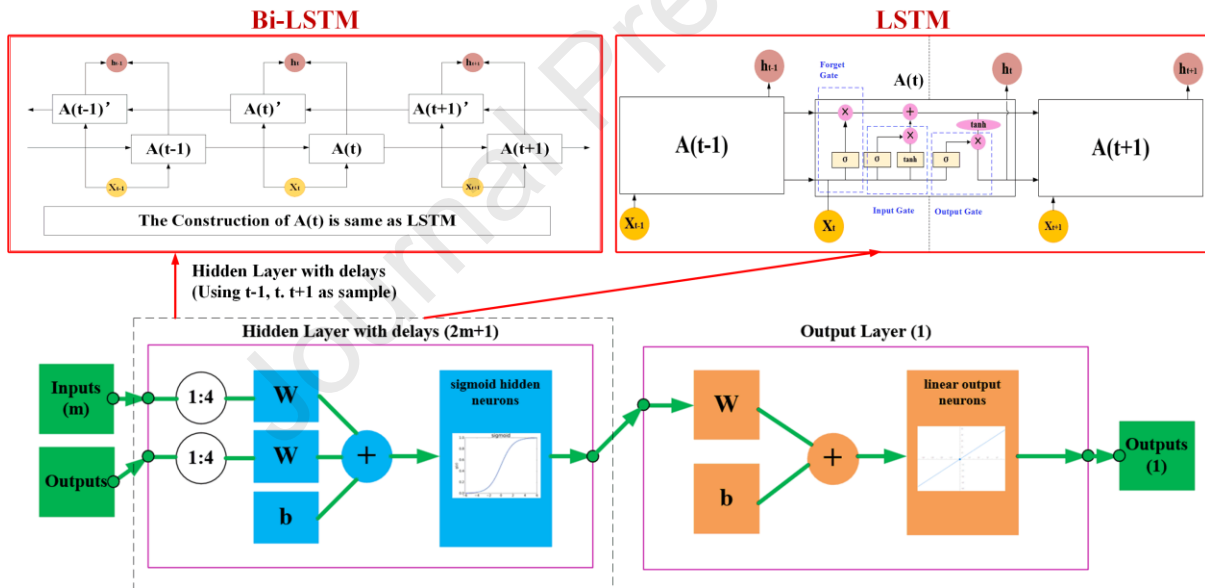 Bi-LSTM
h_{t-1}
h_t
h_{t+1}
A(t-1)’
A(t)’
A(t+1)’
A(t-1)
A(t)
A(t+1)
X_{t-1}
X_t
X_{t+1}
The Construction of A(t) is same as LSTM
LSTM
h_{t-1}
Forget
Gate
A(t)
h_t
h_{t+1}
×
+
tanh
×
×
A(t-1)
σ
σ
tanh
σ
A(t+1)
Input Gate
Output Gate
X_{t-1}
X_t
X_{t+1}
Journal Pre
Hidden Layer with delays
(Using t-1, t. t+1 as sample)
Hidden Layer with delays (2m+1)
Inputs
(m)
Outputs
1:4
1:4
W
W
b
+
sigmoid hidden
neurons
sigmoid
Output Layer (1)
W
b
+
linear output
neurons
Outputs
(1)